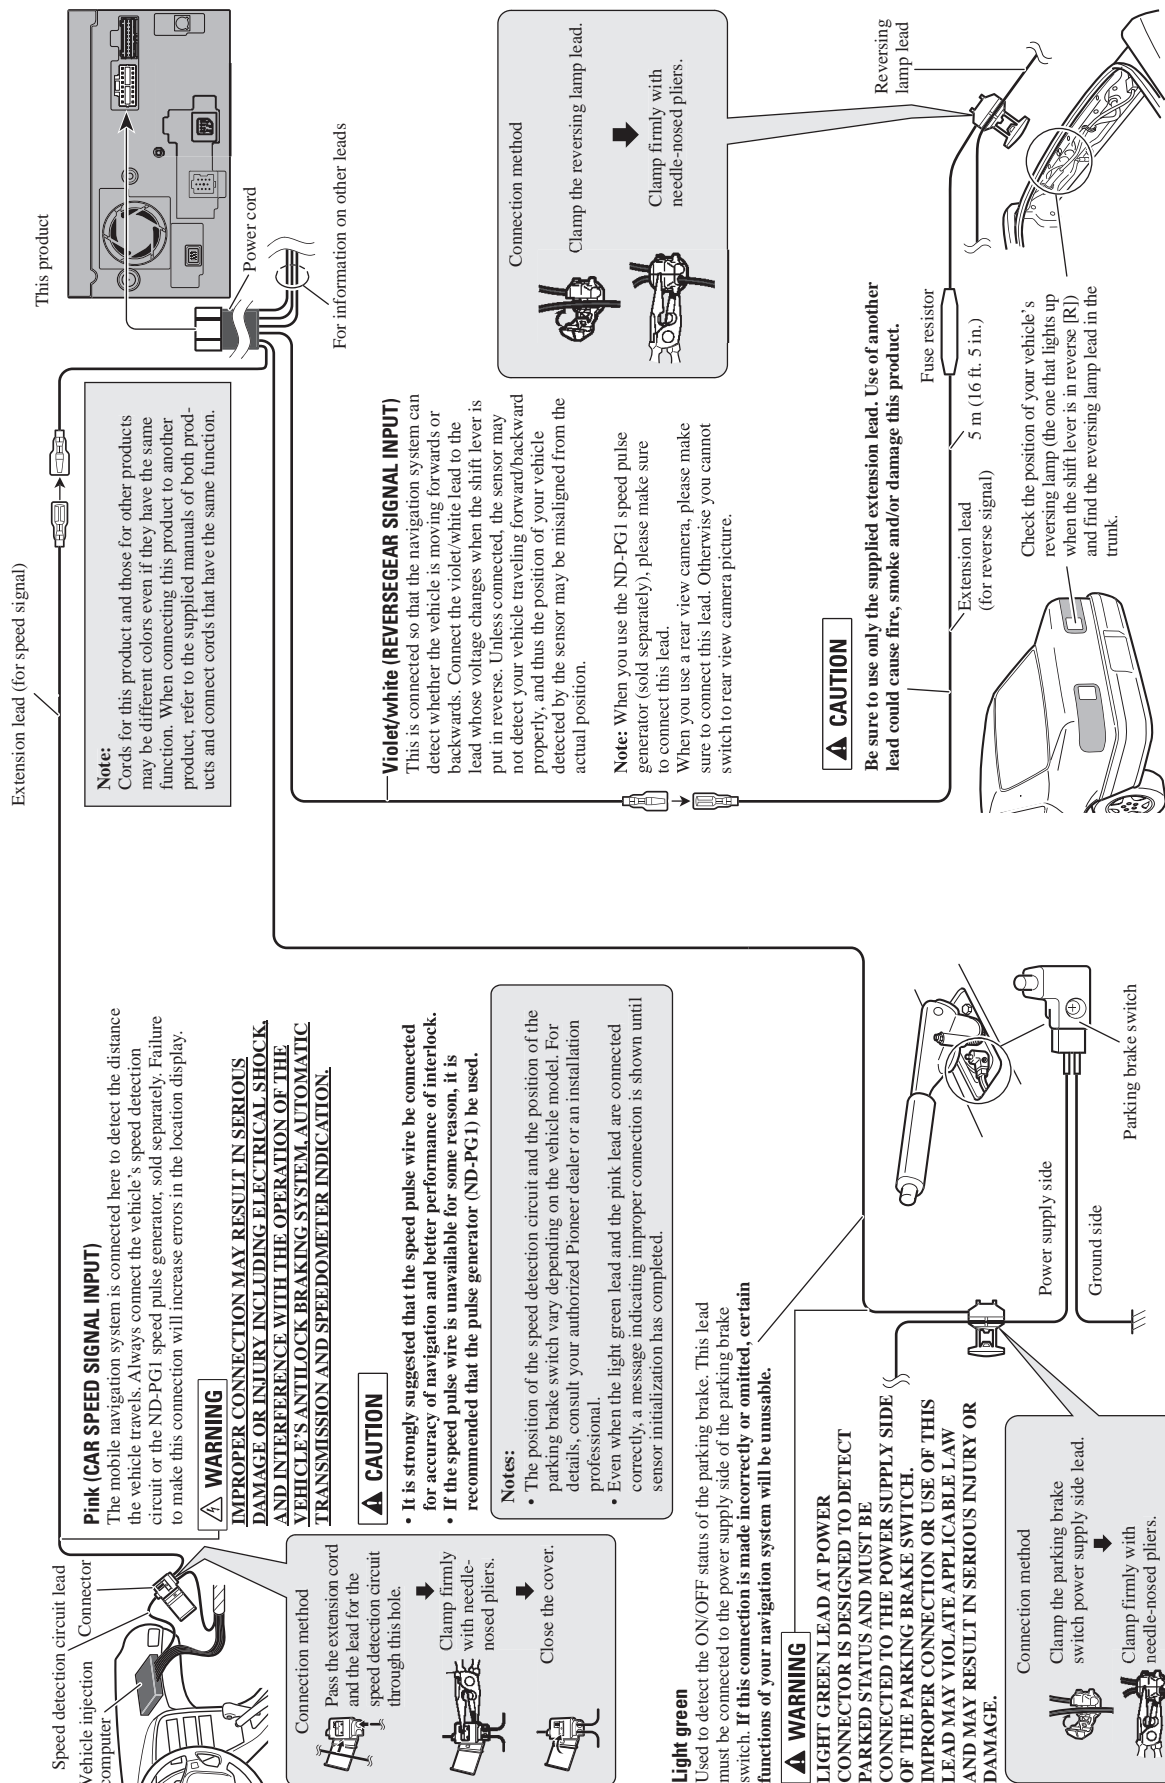 Extension lead (for speed signal)
This product
Power cord
For information on other leads
Note:
Cords for this product and those for other products
may be different colors even if they have the same
function. When connecting this product to another
product, refer to the supplied manuals of both prod-
ucts and connect cords that have the same function.
Speed detection circuit lead
Vehicle injection
computer
Connector
Pink (CAR SPEED SIGNAL INPUT)
The mobile navigation system is connected here to detect the distance
the vehicle travels. Always connect the vehicle's speed detection
circuit or the ND-PG1 speed pulse generator, sold separately. Failure
to make this connection will increase errors in the location display.
WARNING
IMPROPER CONNECTION MAY RESULT IN SERIOUS
DAMAGE OR INJURY INCLUDING ELECTRICAL SHOCK,
AND INTERFERENCE WITH THE OPERATION OF THE
VEHICLE'S ANTILOCK BRAKING SYSTEM, AUTOMATIC
TRANSMISSION AND SPEEDOMETER INDICATION.
CAUTION
• It is strongly suggested that the speed pulse wire be connected
for accuracy of navigation and better performance of interlock.
• If the speed pulse wire is unavailable for some reason, it is
recommended that the pulse generator (ND-PG1) be used.
Notes:
• The position of the speed detection circuit and the position of the
parking brake switch vary depending on the vehicle model. For
details, consult your authorized Pioneer dealer or an installation
professional.
• Even when the light green lead and the pink lead are connected
correctly, a message indicating improper connection is shown until
sensor initialization has completed.
Connection method
Pass the extension cord
and the lead for the
speed detection circuit
through this hole.
Clamp firmly
with needle-
nosed pliers.
Close the cover.
Violet/white (REVERSEGEAR SIGNAL INPUT)
This is connected so that the navigation system can
detect whether the vehicle is moving forwards or
backwards. Connect the violet/white lead to the
lead whose voltage changes when the shift lever is
put in reverse. Unless connected, the sensor may
not detect your vehicle traveling forward/backward
properly, and thus the position of your vehicle
detected by the sensor may be misaligned from the
actual position.
Note: When you use the ND-PG1 speed pulse
generator (sold separately), please make sure
to connect this lead.
When you use a rear view camera, please make
sure to connect this lead. Otherwise you cannot
switch to rear view camera picture.
Connection method
Clamp the reversing lamp lead.
Clamp firmly with
needle-nosed pliers.
CAUTION
Be sure to use only the supplied extension lead. Use of another
lead could cause fire, smoke and/or damage this product.
Fuse resistor
Extension lead
(for reverse signal)
5 m (16 ft. 5 in.)
Reversing
lamp lead
Check the position of your vehicle's
reversing lamp (the one that lights up
when the shift lever is in reverse [R])
and find the reversing lamp lead in the
trunk.
Light green
Used to detect the ON/OFF status of the parking brake. This lead
must be connected to the power supply side of the parking brake
switch. If this connection is made incorrectly or omitted, certain
functions of your navigation system will be unusable.
WARNING
LIGHT GREEN LEAD AT POWER
CONNECTOR IS DESIGNED TO DETECT
PARKED STATUS AND MUST BE
CONNECTED TO THE POWER SUPPLY SIDE
OF THE PARKING BRAKE SWITCH.
IMPROPER CONNECTION OR USE OF THIS
LEAD MAY VIOLATE APPLICABLE LAW
AND MAY RESULT IN SERIOUS INJURY OR
DAMAGE.
Connection method
Clamp the parking brake
switch power supply side lead.
Clamp firmly with
needle-nosed pliers.
Power supply side
Ground side
Parking brake switch